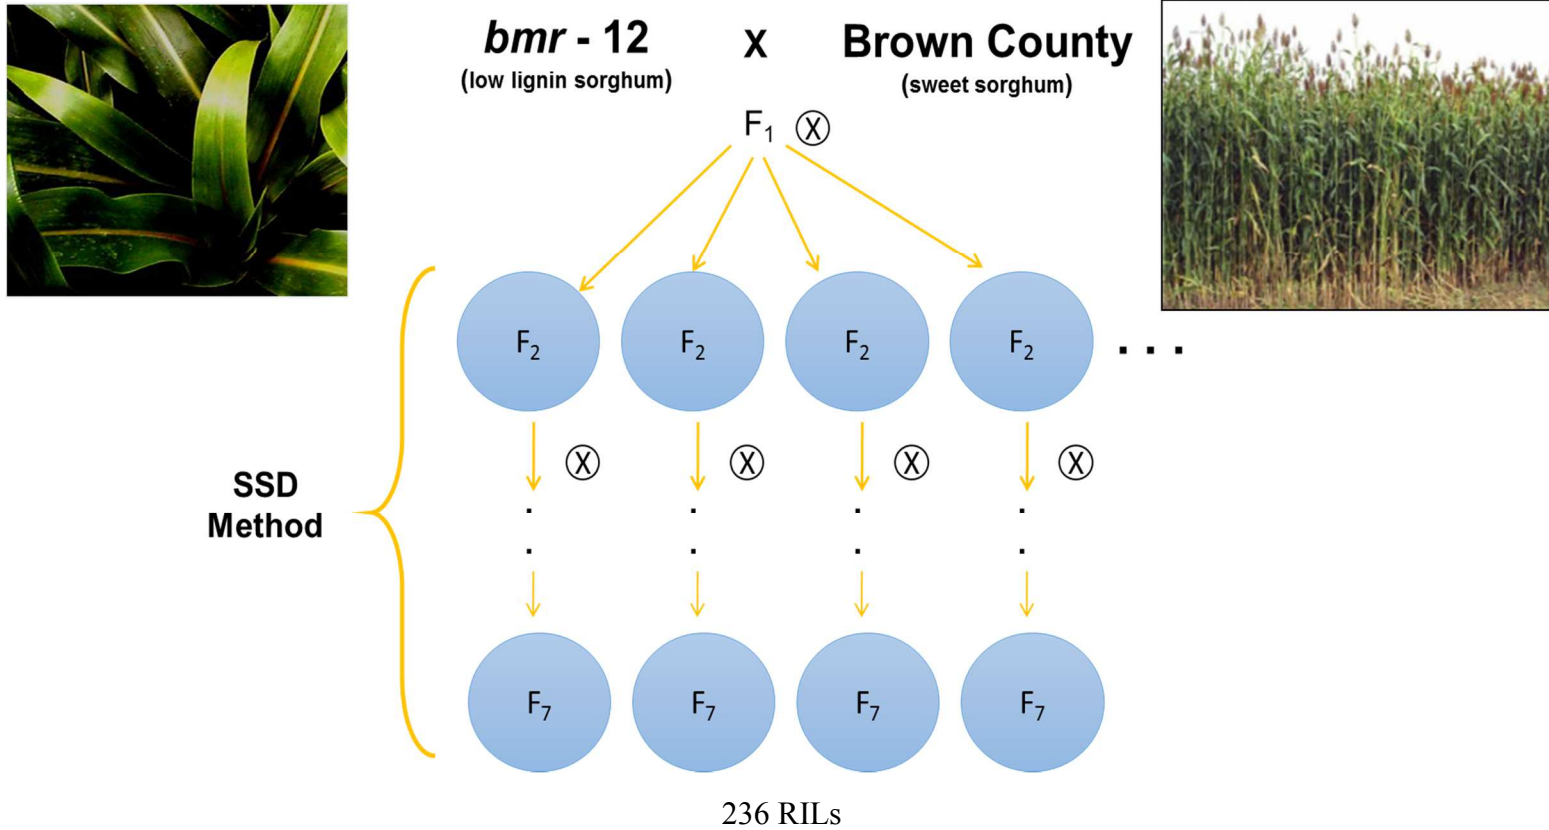 bmr - 12 X Brown County
(low lignin sorghum) (sweet sorghum)
F₁ Ⓧ
F₂ F₂ F₂ F₂ . . .
Ⓧ Ⓧ Ⓧ Ⓧ
SSD
Method
F₇ F₇ F₇ F₇
236 RILs